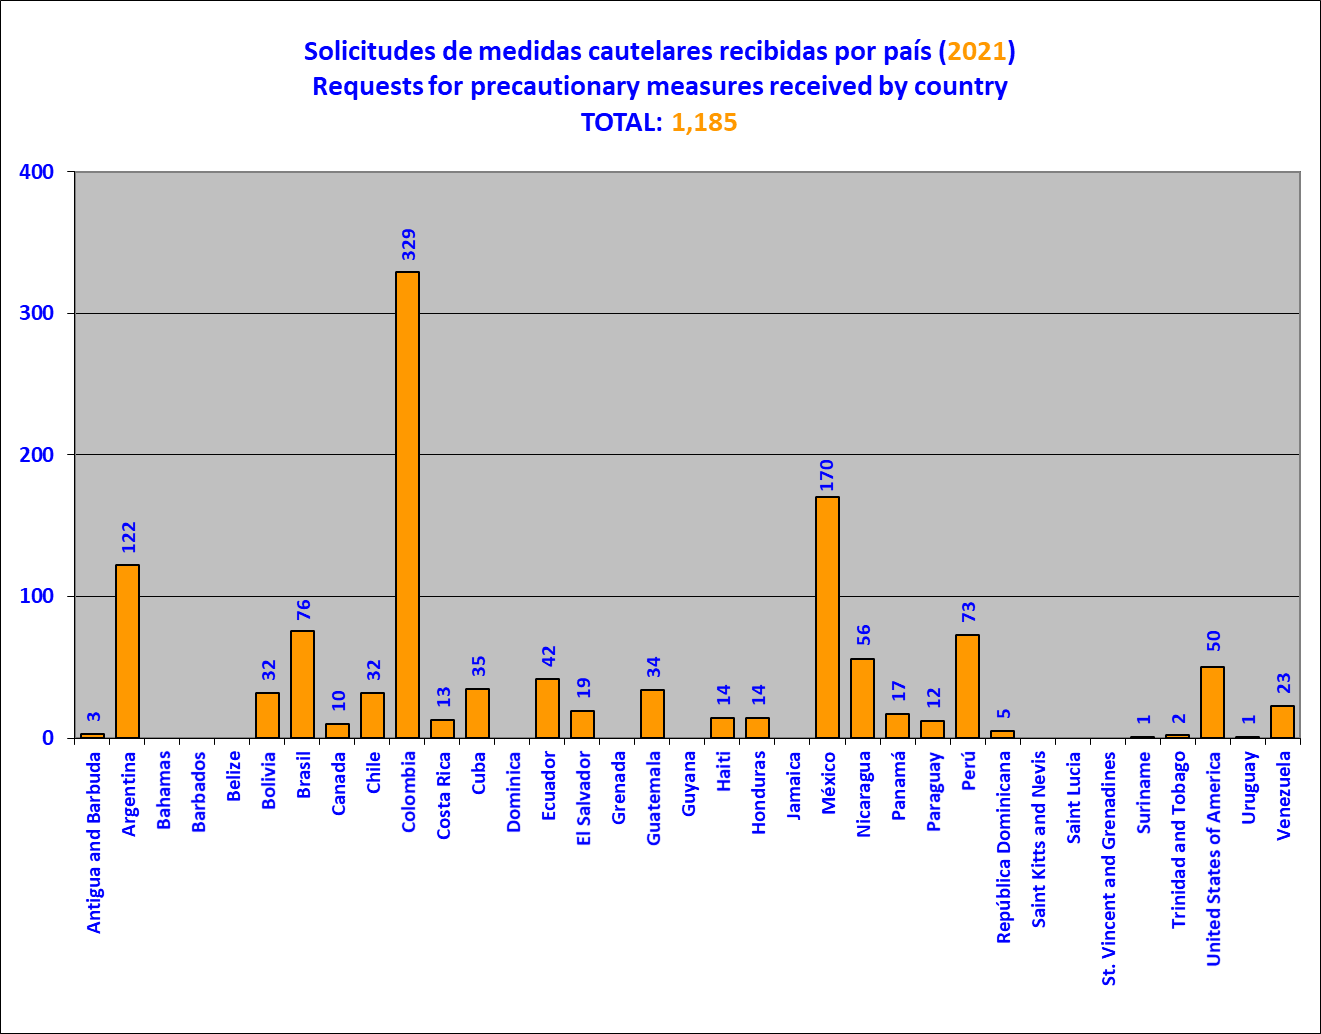 Solicitudes de medidas cautelares recibidas por país (2021)
Requests for precautionary measures received by country
TOTAL: 1,185
400
300
200
100
0
3
122
32
76
10
32
329
13
35
42
19
34
14
14
170
56
17
12
73
5
1
2
50
1
23
Antigua and Barbuda
Argentina
Bahamas
Barbados
Belize
Bolivia
Brasil
Canada
Chile
Colombia
Costa Rica
Cuba
Dominica
Ecuador
El Salvador
Grenada
Guatemala
Guyana
Haiti
Honduras
Jamaica
México
Nicaragua
Panamá
Paraguay
Perú
República Dominicana
Saint Kitts and Nevis
Saint Lucia
St. Vincent and Grenadines
Suriname
Trinidad and Tobago
United States of America
Uruguay
Venezuela